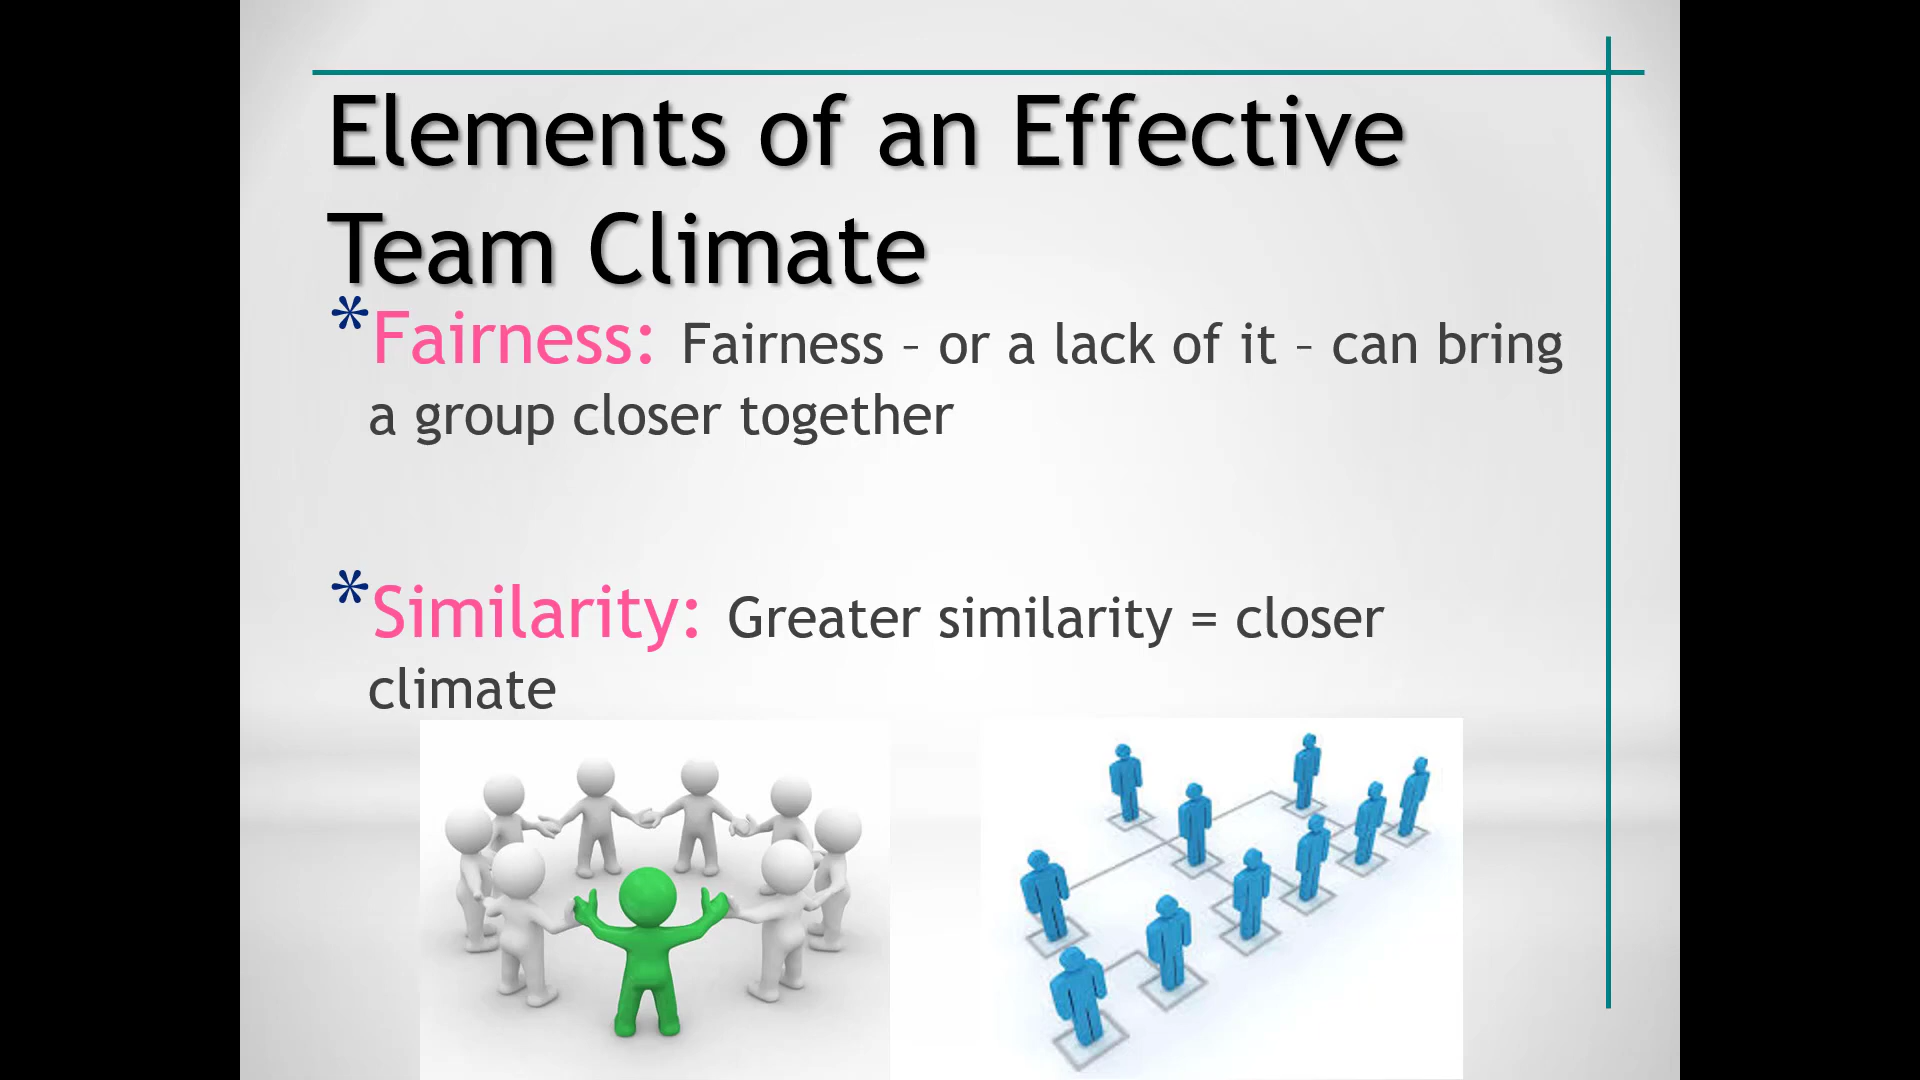 Elements of an Effective
Team Climate
*Fairness: Fairness – or a lack of it – can bring
a group closer together
*Similarity: Greater similarity = closer
climate